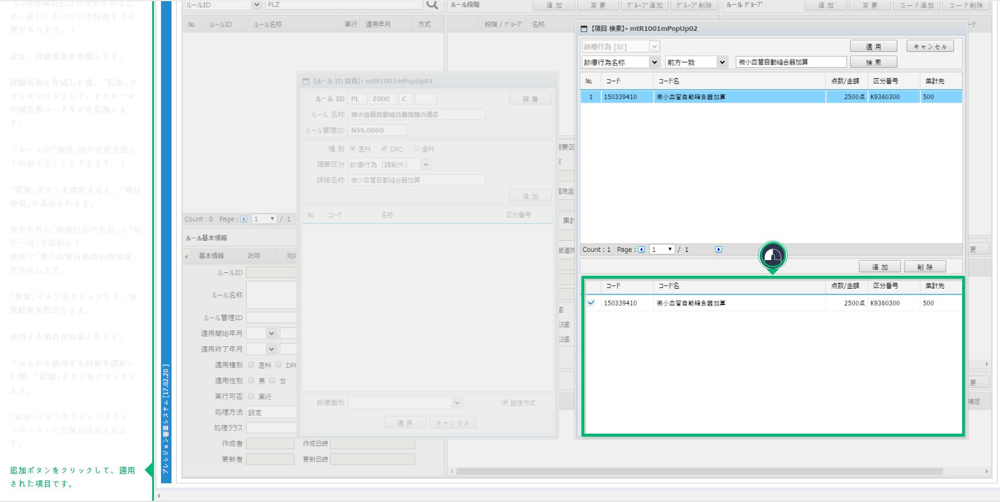 （3回目種別区分が変更されるた
め、新たにルールIDを採番する必
要があります。）
次は、詳細名称を作成します。
詳細名称を作成した後、「追加」ボ
タンをクリックして、そのルール
の報告書コードなどを追加しま
す。
（ルールID「適用」後の変更を通じ
て追加することもできます。）
「追加」ボタンを選択すると、「項目
検索」が表示されます。
検索条件に「診療行為の名称」と「前
方一致」を選択して、
検索で「微小血管自動縫合器加算」
を作成します。
「検索」ボタンをクリックして、検
索結果を照会します。
該当する項目が検索されます。
リストから適用する対象を選択し
た後、「追加」ボタンをクリックし
ます。
「追加」ボタンをクリックすると、
下のリストに対象が追加されま
す。
追加ボタンをクリックして、適用
された項目です。
プレシジョン審査システム [17.02.20 ]
ルールID PLZ
No. ルールID ルール名称 実行 適用年月 方式
Count : 0 Page : 1 / 1
ルール基本情報
基本情報 説明
ルールID
ルール名称
ルール管理ID
適用開始年月
適用終了年月
適用種別 医科 DPC
適用性別 男 女
実行可否 実行
処理方法 設定
処理クラス
作成者 作成日時
更新者 更新日時
ルール段階 追 加 変 更 グループ追加 グループ削除
段階 / グループ 名称
ルール グループ 追 加 変 更 コード追加 コード削除
【ルール ID 採番】- mtR1001mPopUp01
ルール ID PL Z000 C 採 番
ルール 名称 微小血管自動縫合器加算の適応
ルール管理ID NSS.0060
種 別 医科 DPC 歯科
摘要区分 診療行為（調剤外）
詳細名称 微小血管自動縫合器加算
追 加
No. コード 名称 区分番号
診療識別 設定方式
適 用 キャンセル
【項目 検索】- mtR1001mPopUp02
診療行為 [SI] 適 用 キャンセル
診療行為名称 前方一致 微小血管自動縫合器加算 検 索
No. コード コード名 点数/金額 区分番号 集計先
1 150339410 微小血管自動縫合器加算 2500点 K9360300 500
Count : 1 Page : 1 / 1
追 加 削 除
コード コード名 点数/金額 区分番号 集計先
150339410 微小血管自動縫合器加算 2500点 K9360300 500
更
更
補足